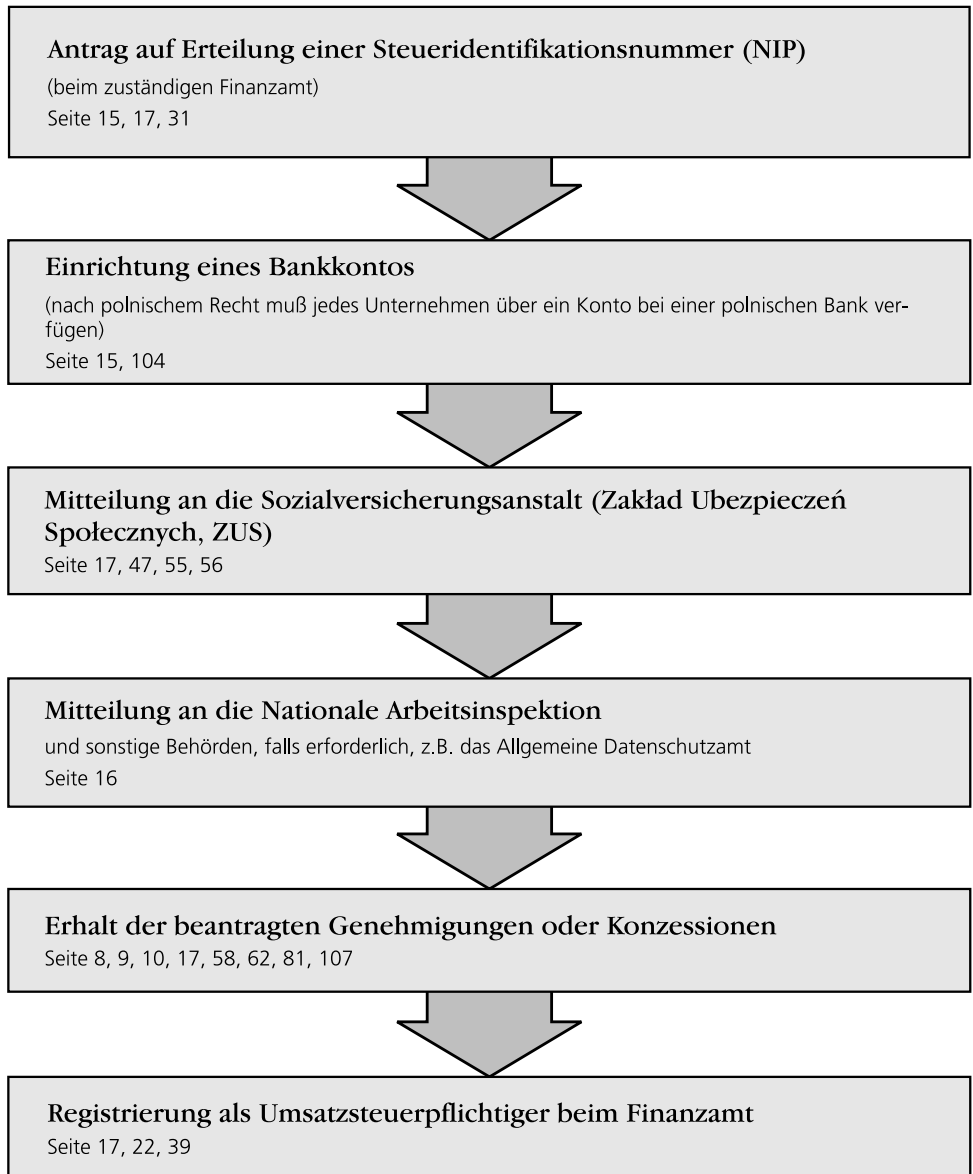 Antrag auf Erteilung einer Steueridentifikationsnummer (NIP)
(beim zuständigen Finanzamt)
Seite 15, 17, 31
Einrichtung eines Bankkontos
(nach polnischem Recht muß jedes Unternehmen über ein Konto bei einer polnischen Bank ver-
fügen)
Seite 15, 104
Mitteilung an die Sozialversicherungsanstalt (Zakład Ubezpieczeń
Społecznych, ZUS)
Seite 17, 47, 55, 56
Mitteilung an die Nationale Arbeitsinspektion
und sonstige Behörden, falls erforderlich, z.B. das Allgemeine Datenschutzamt
Seite 16
Erhalt der beantragten Genehmigungen oder Konzessionen
Seite 8, 9, 10, 17, 58, 62, 81, 107
Registrierung als Umsatzsteuerpflichtiger beim Finanzamt
Seite 17, 22, 39